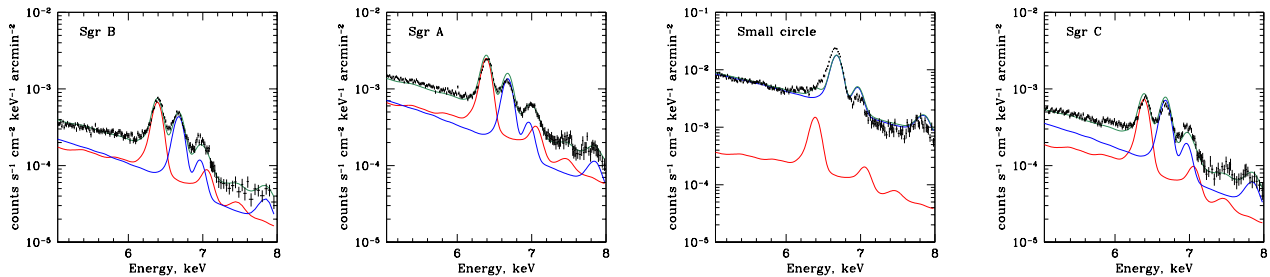 Sgr B
10⁻²
10⁻³
10⁻⁴
10⁻⁵
6
7
8
Energy, keV
counts s⁻¹ cm⁻² keV⁻¹ arcmin⁻²
Sgr A
10⁻²
10⁻³
10⁻⁴
10⁻⁵
6
7
8
Energy, keV
counts s⁻¹ cm⁻² keV⁻¹ arcmin⁻²
Small circle
10⁻¹
10⁻²
10⁻³
10⁻⁴
10⁻⁵
6
7
8
Energy, keV
counts s⁻¹ cm⁻² keV⁻¹ arcmin⁻²
Sgr C
10⁻²
10⁻³
10⁻⁴
10⁻⁵
6
7
8
Energy, keV
counts s⁻¹ cm⁻² keV⁻¹ arcmin⁻²